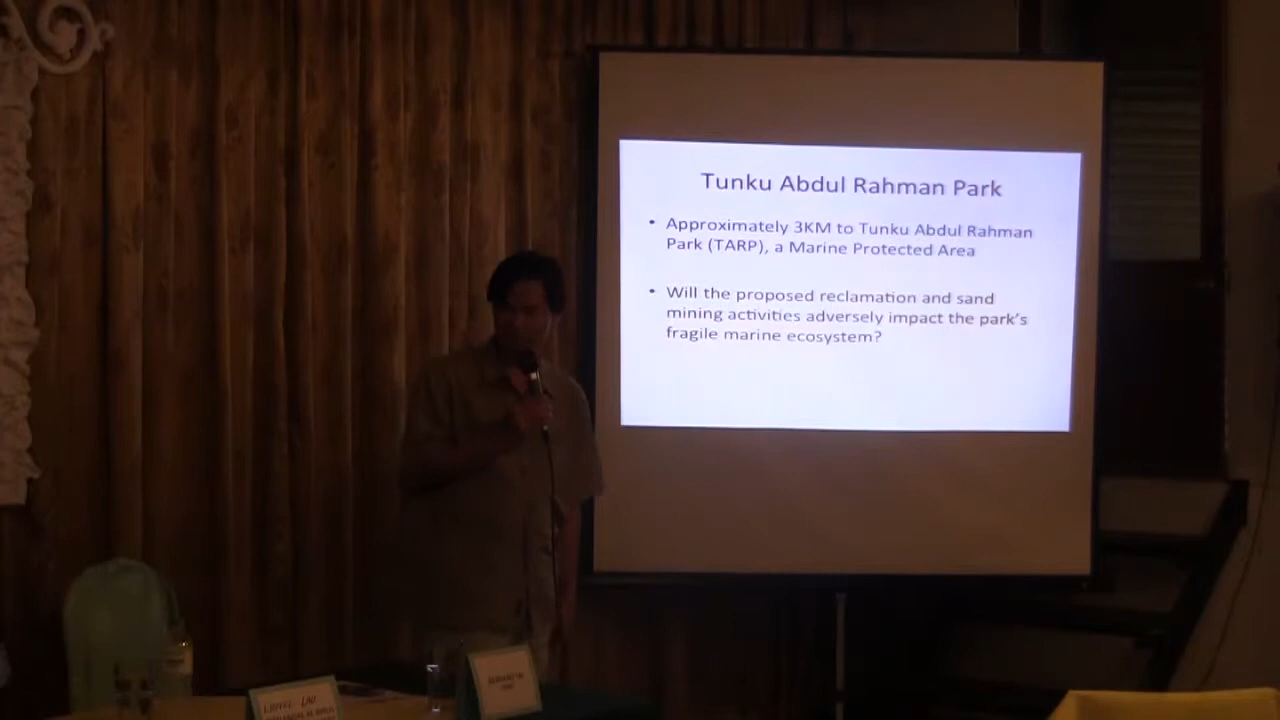 Tunku Abdul Rahman Park
• Approximately 3KM to Tunku Abdul Rahman
Park (TARP), a Marine Protected Area
• Will the proposed reclamation and sand
mining activities adversely impact the park's
fragile marine ecosystem?